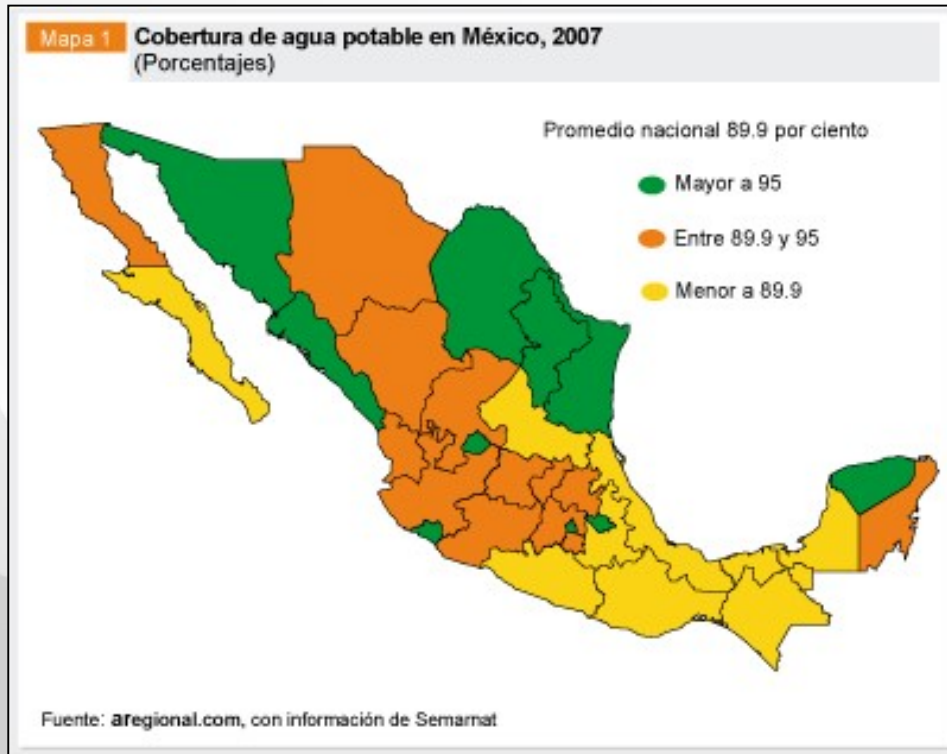 Mapa 1
Cobertura de agua potable en México, 2007
(Porcentajes)
Promedio nacional 89.9 por ciento
Mayor a 95
Entre 89.9 y 95
Menor a 89.9
Fuente: aregional.com, con información de Semarnat